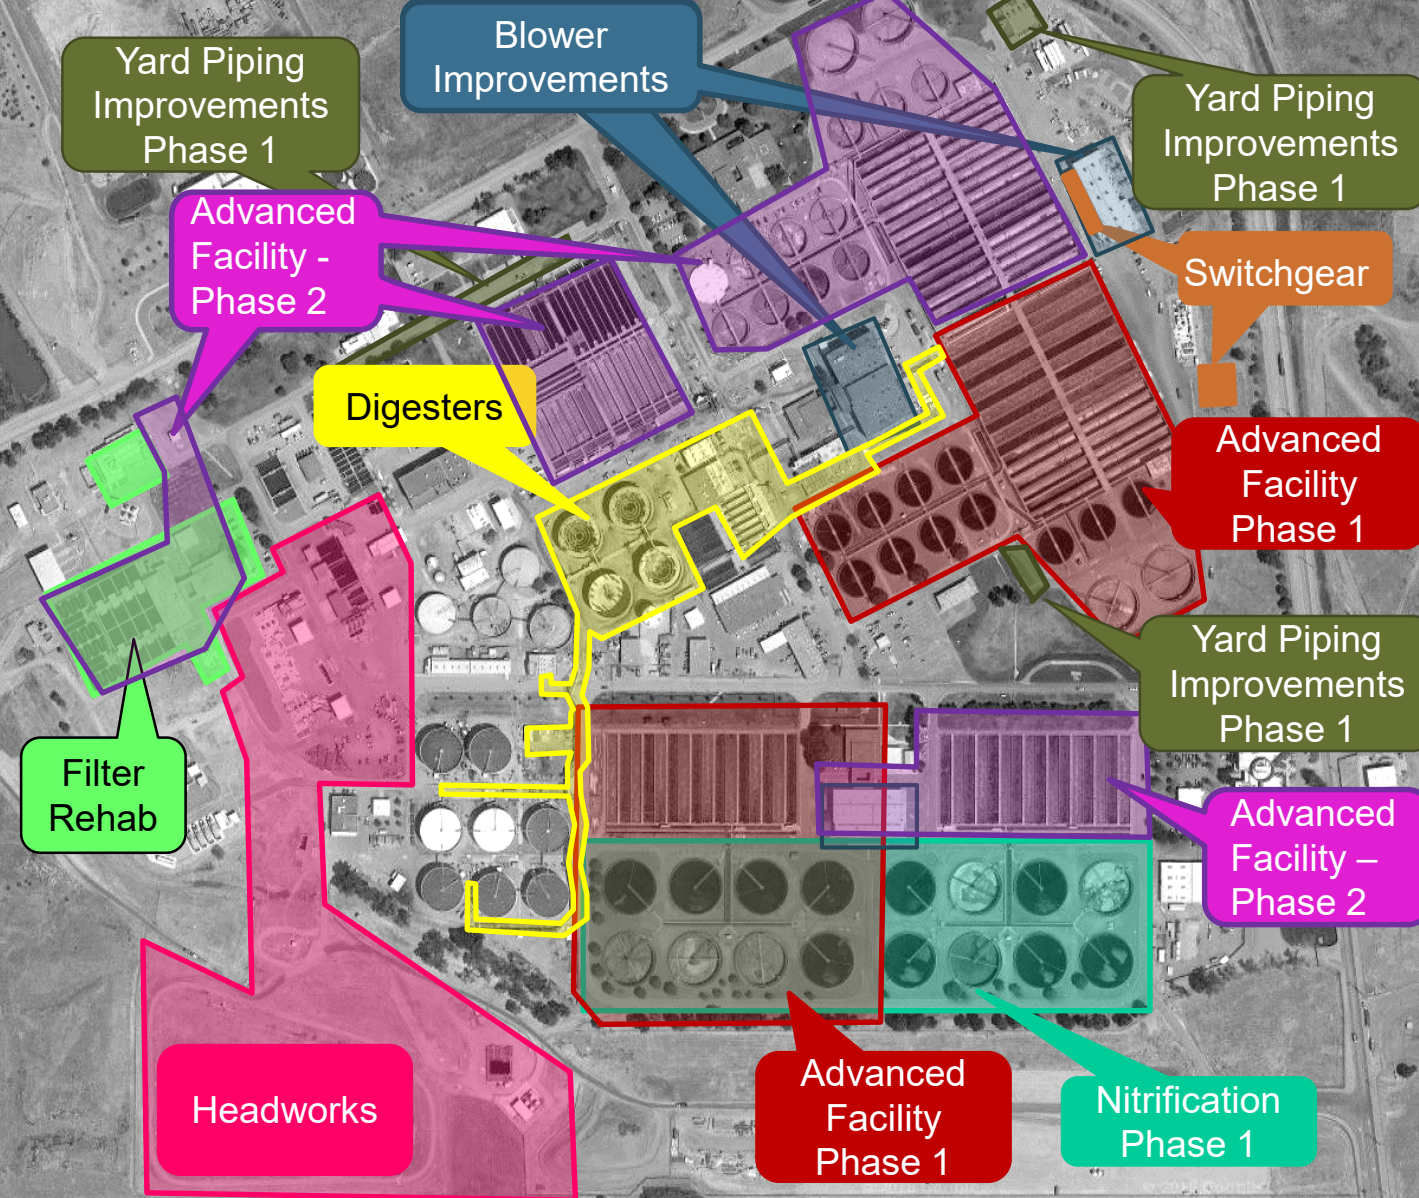 Blower
Improvements
Yard Piping
Improvements
Phase 1
Yard Piping
Improvements
Phase 1
Advanced
Facility -
Phase 2
Switchgear
Digesters
Advanced
Facility
Phase 1
Yard Piping
Improvements
Phase 1
Filter
Rehab
Advanced
Facility –
Phase 2
Headworks
Advanced
Facility
Phase 1
Nitrification
Phase 1